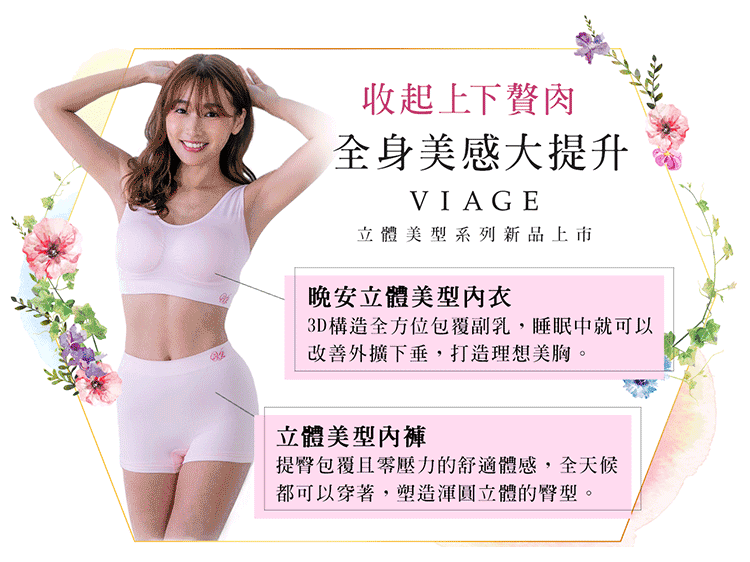 收起上下贅肉
全身美感大提升
VIAGE
立體美型系列新品上市
晚安立體美型內衣
3D構造全方位包覆副乳，睡眠中就可以
改善外擴下垂，打造理想美胸。
立體美型內褲
提臀包覆且零壓力的舒適體感，全天候
都可以穿著，塑造渾圓立體的臀型。